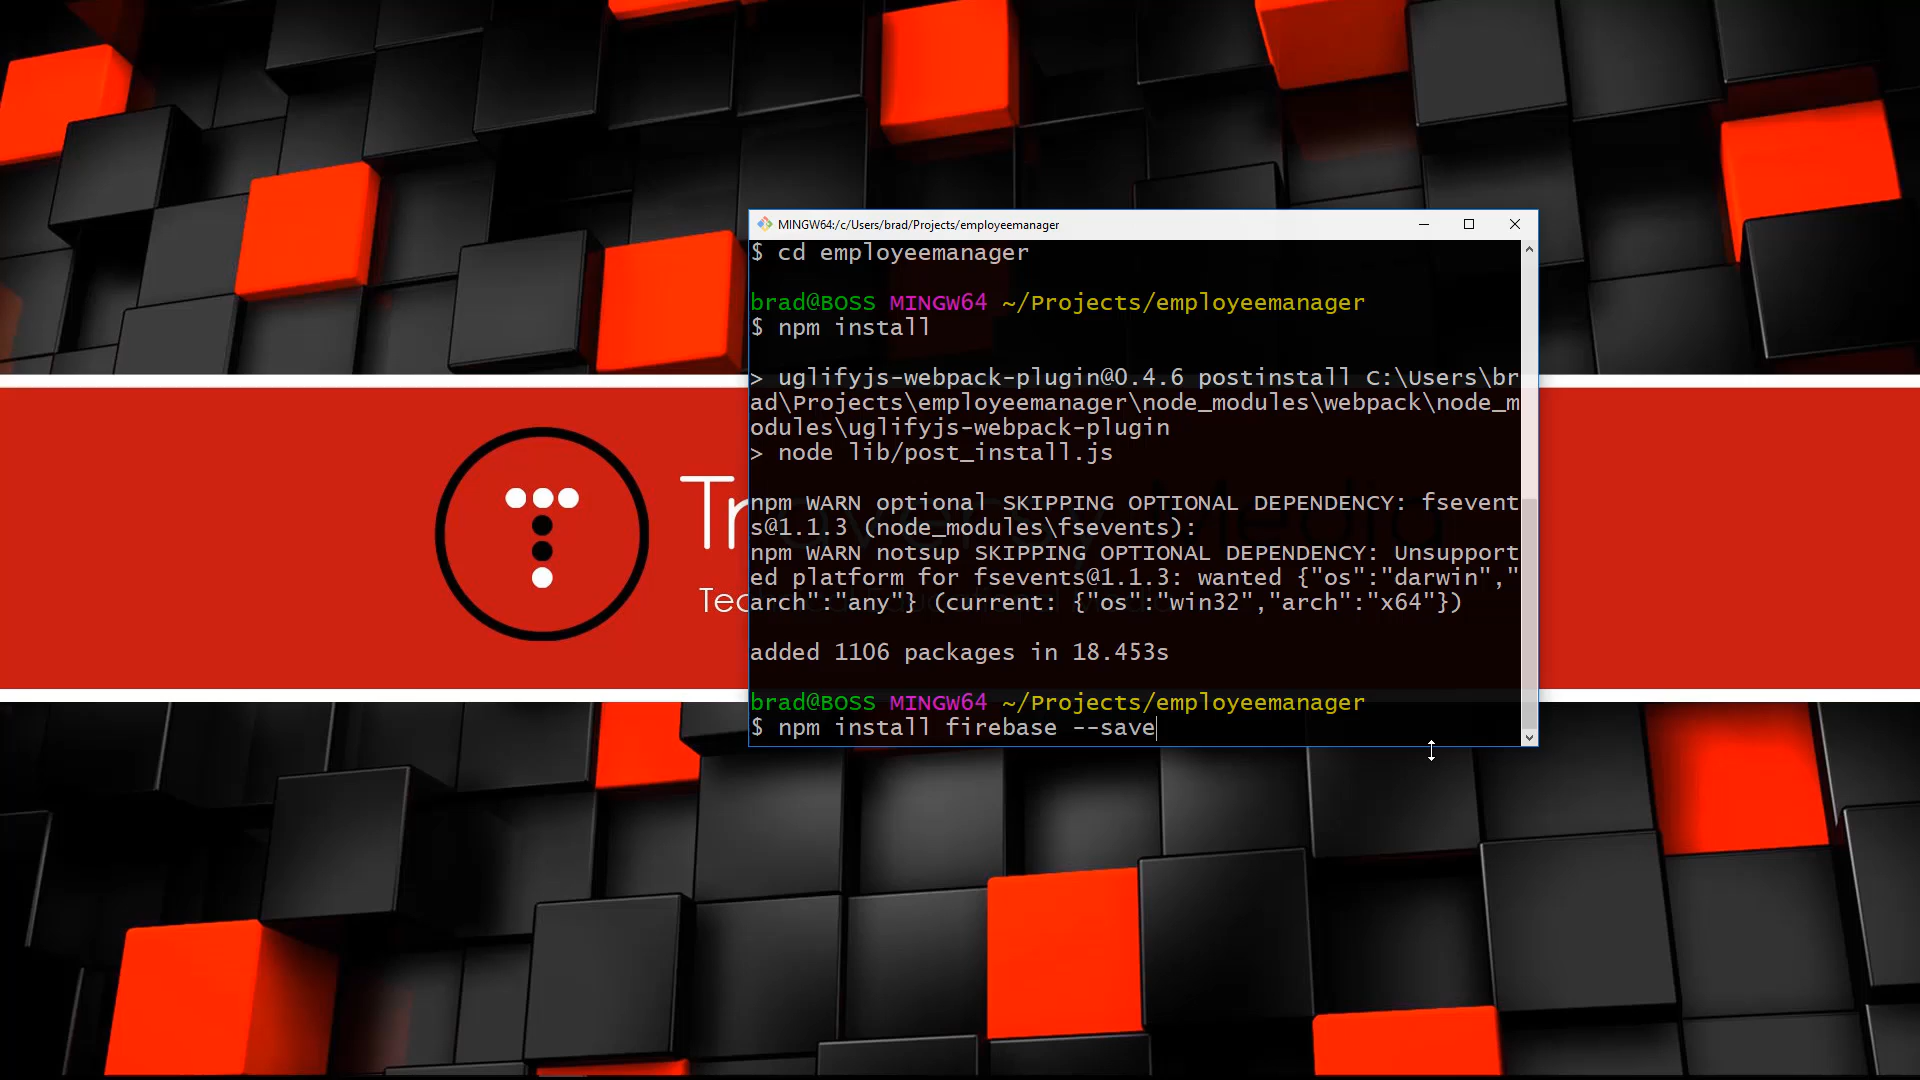 MINGW64:/c/Users/brad/Projects/employeemanager
$ cd employeemanager
brad@BOSS MINGW64 ~/Projects/employeemanager
$ npm install
> uglifyjs-webpack-plugin@0.4.6 postinstall C:\Users\br
ad\Projects\employeemanager\node_modules\webpack\node_m
odules\uglifyjs-webpack-plugin
> node lib/post_install.js
npm WARN optional SKIPPING OPTIONAL DEPENDENCY: fsevent
s@1.1.3 (node_modules\fsevents):
npm WARN notsup SKIPPING OPTIONAL DEPENDENCY: Unsupport
ed platform for fsevents@1.1.3: wanted {"os":"darwin","
arch":"any"} (current: {"os":"win32","arch":"x64"})
added 1106 packages in 18.453s
brad@BOSS MINGW64 ~/Projects/employeemanager
$ npm install firebase --save